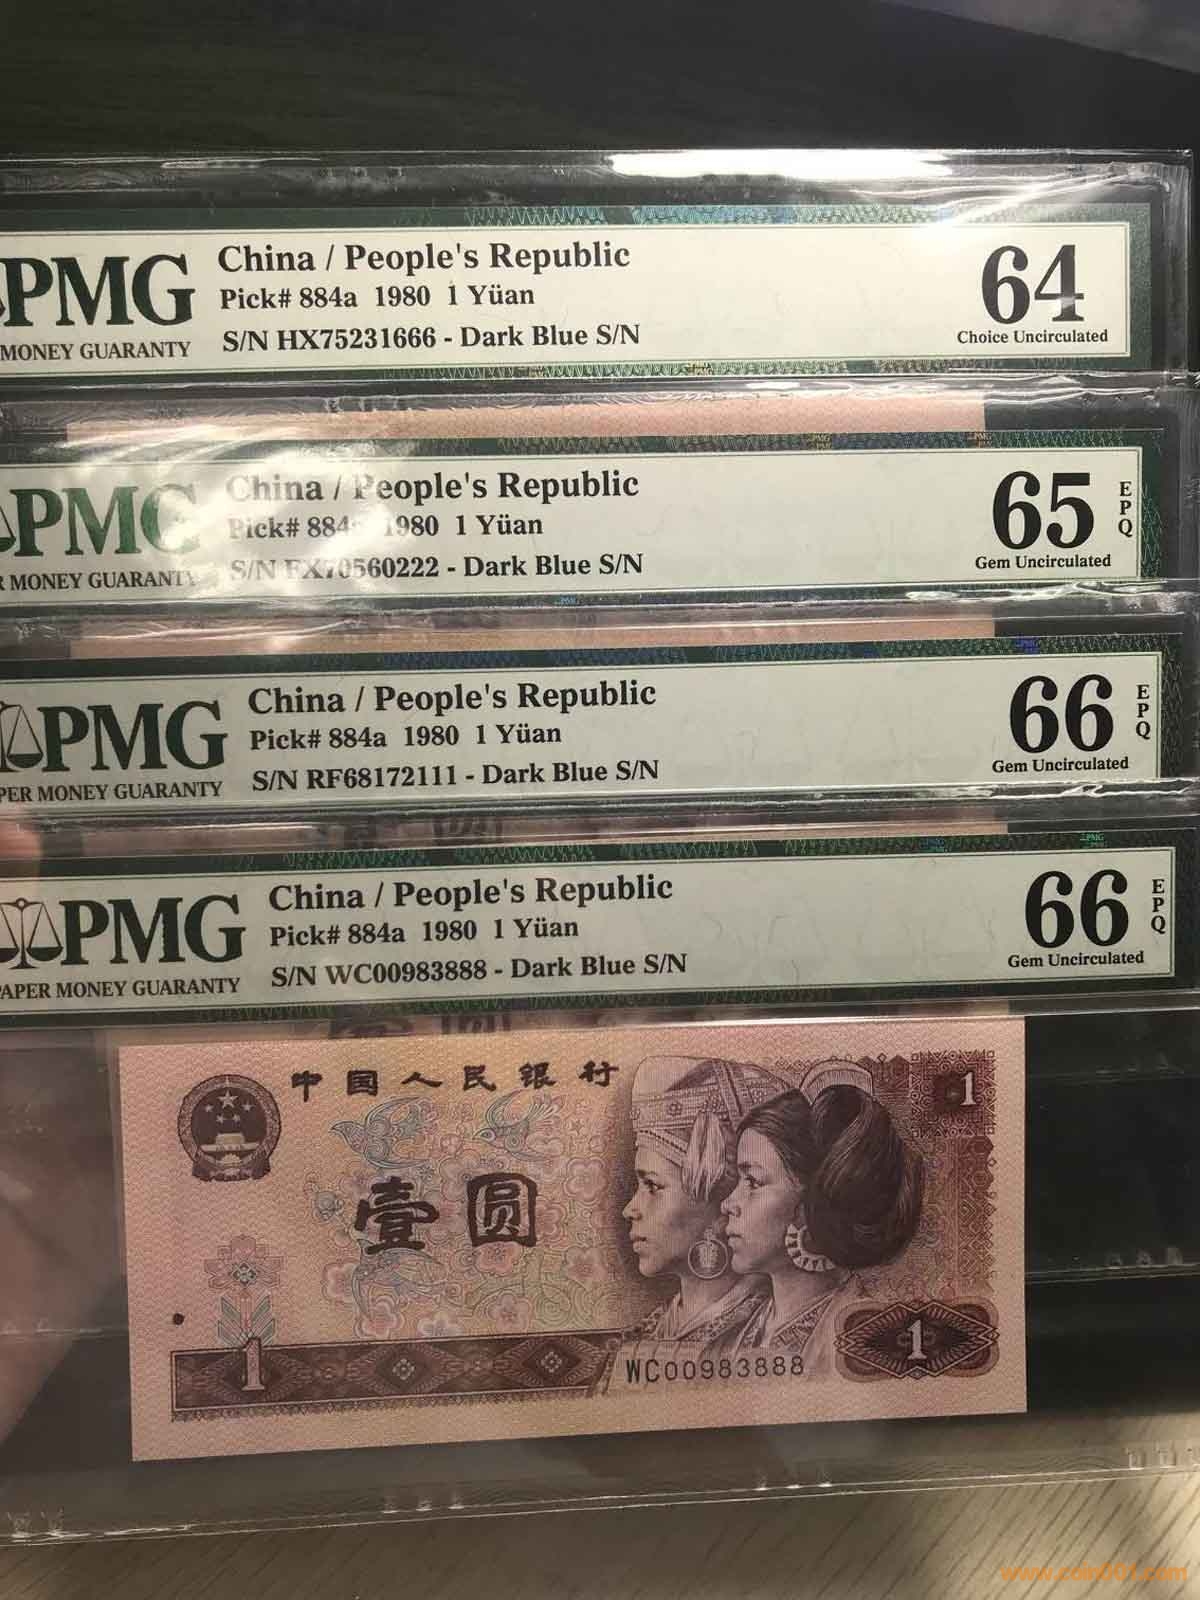 PMG
MONEY GUARANTY
China / People's Republic
Pick# 884a 1980 1 Yüan
S/N HX75231666 - Dark Blue S/N
64
Choice Uncirculated
PMG
MONEY GUARANTY
China / People's Republic
Pick# 884a 1980 1 Yüan
S/N FX70560222 - Dark Blue S/N
65
EPQ
Gem Uncirculated
PMG
PER MONEY GUARANTY
China / People's Republic
Pick# 884a 1980 1 Yüan
S/N RF68172111 - Dark Blue S/N
66
EPQ
Gem Uncirculated
PMG
PAPER MONEY GUARANTY
China / People's Republic
Pick# 884a 1980 1 Yüan
S/N WC00983888 - Dark Blue S/N
66
EPQ
Gem Uncirculated
中国人民银行
1
壹圆
1
WC00983888
1